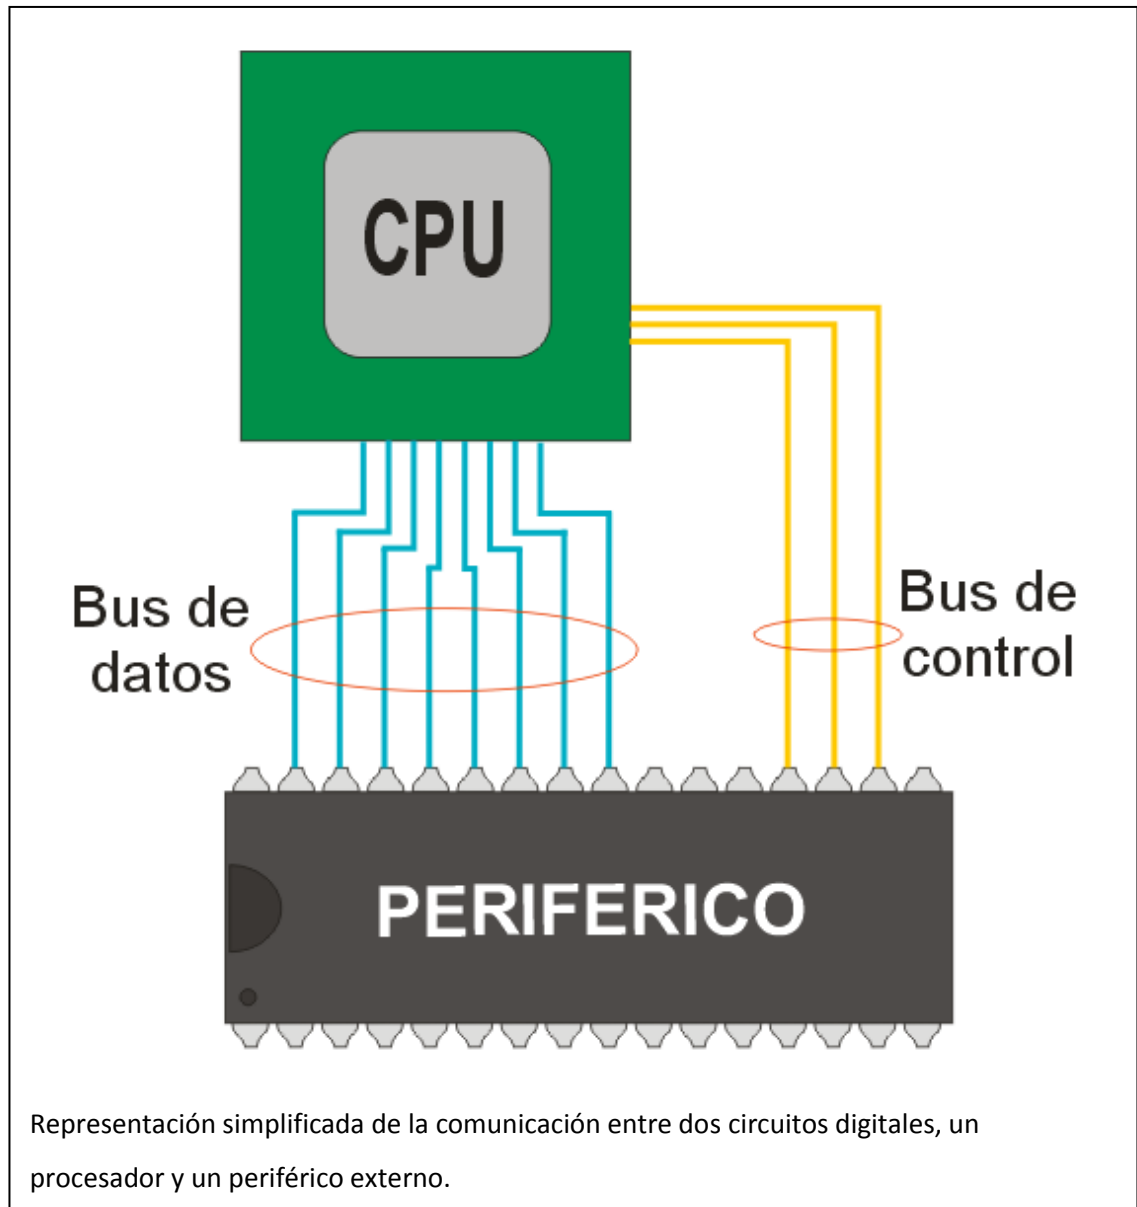 CPU
Bus de
datos
Bus de
control
PERIFERICO
Representación simplificada de la comunicación entre dos circuitos digitales, un
procesador y un periférico externo.